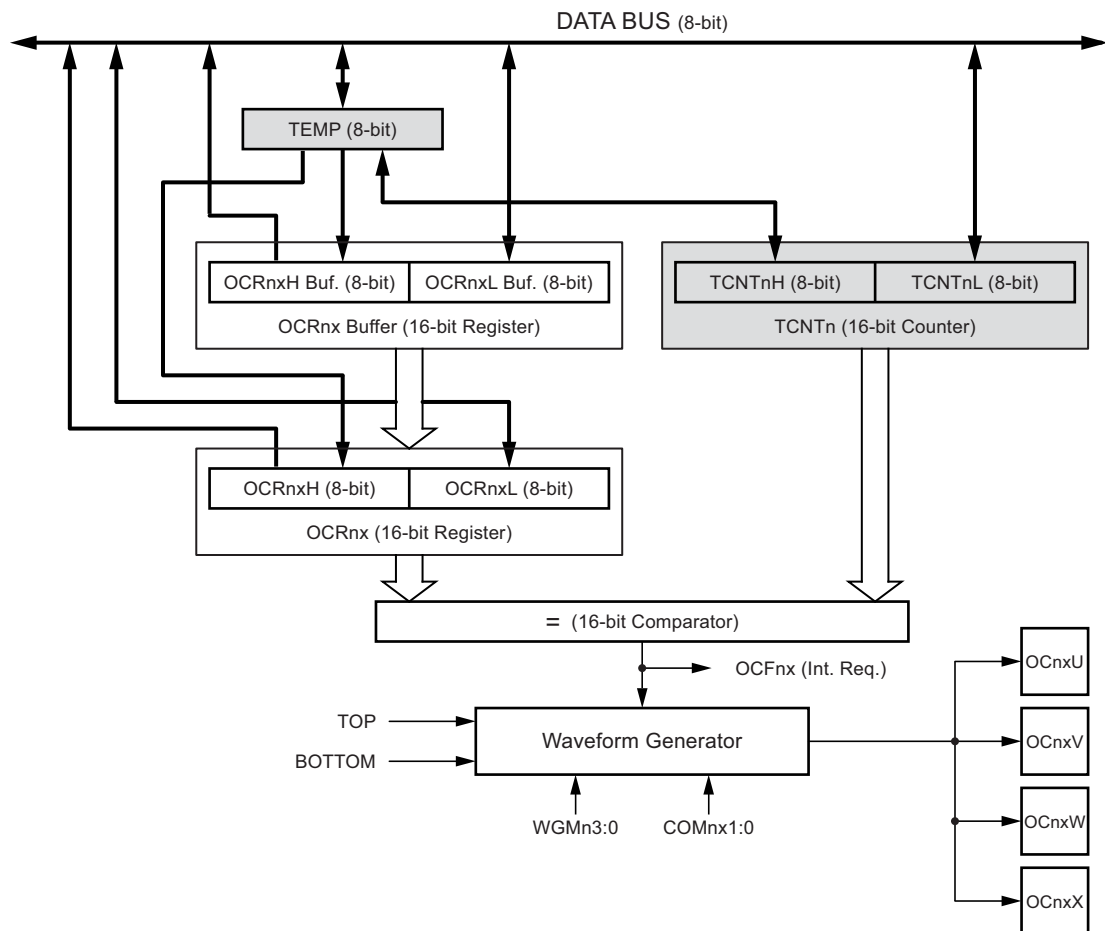 DATA BUS (8-bit)
TEMP (8-bit)
OCRnxH Buf. (8-bit)
OCRnxL Buf. (8-bit)
OCRnx Buffer (16-bit Register)
TCNTnH (8-bit)
TCNTnL (8-bit)
TCNTn (16-bit Counter)
OCRnxH (8-bit)
OCRnxL (8-bit)
OCRnx (16-bit Register)
= (16-bit Comparator)
OCFnx (Int. Req.)
TOP
BOTTOM
Waveform Generator
WGMn3:0
COMnx1:0
OCnxU
OCnxV
OCnxW
OCnxX